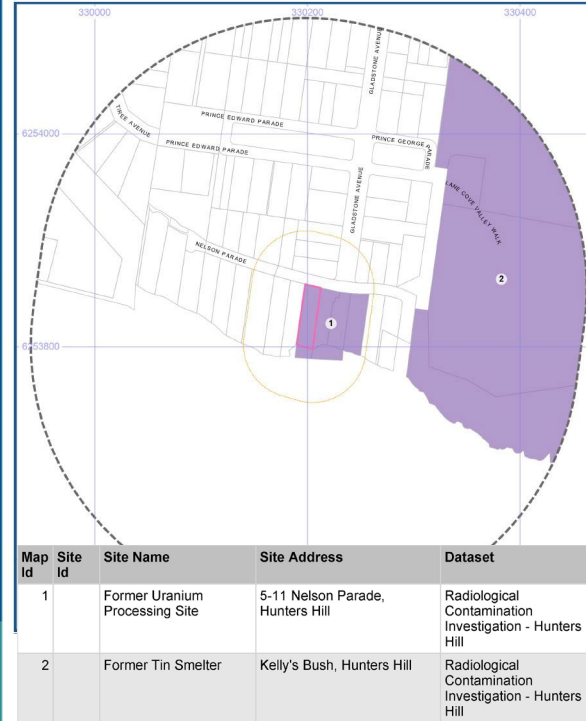 330000
330200
330400
GLADSTONE AVENUE
TIREE AVENUE
PRINCE EDWARD PARADE
6254000
PRINCE EDWARD PARADE
PRINCE GEORGE PARADE
LANE COVE VALLEY WALK
GLADSTONE AVENUE
NELSON PARADE
2
1
6253800
Map Id Site Id Site Name Site Address Dataset
1 Former Uranium Processing Site 5-11 Nelson Parade, Hunters Hill Radiological Contamination Investigation - Hunters Hill
2 Former Tin Smelter Kelly's Bush, Hunters Hill Radiological Contamination Investigation - Hunters Hill